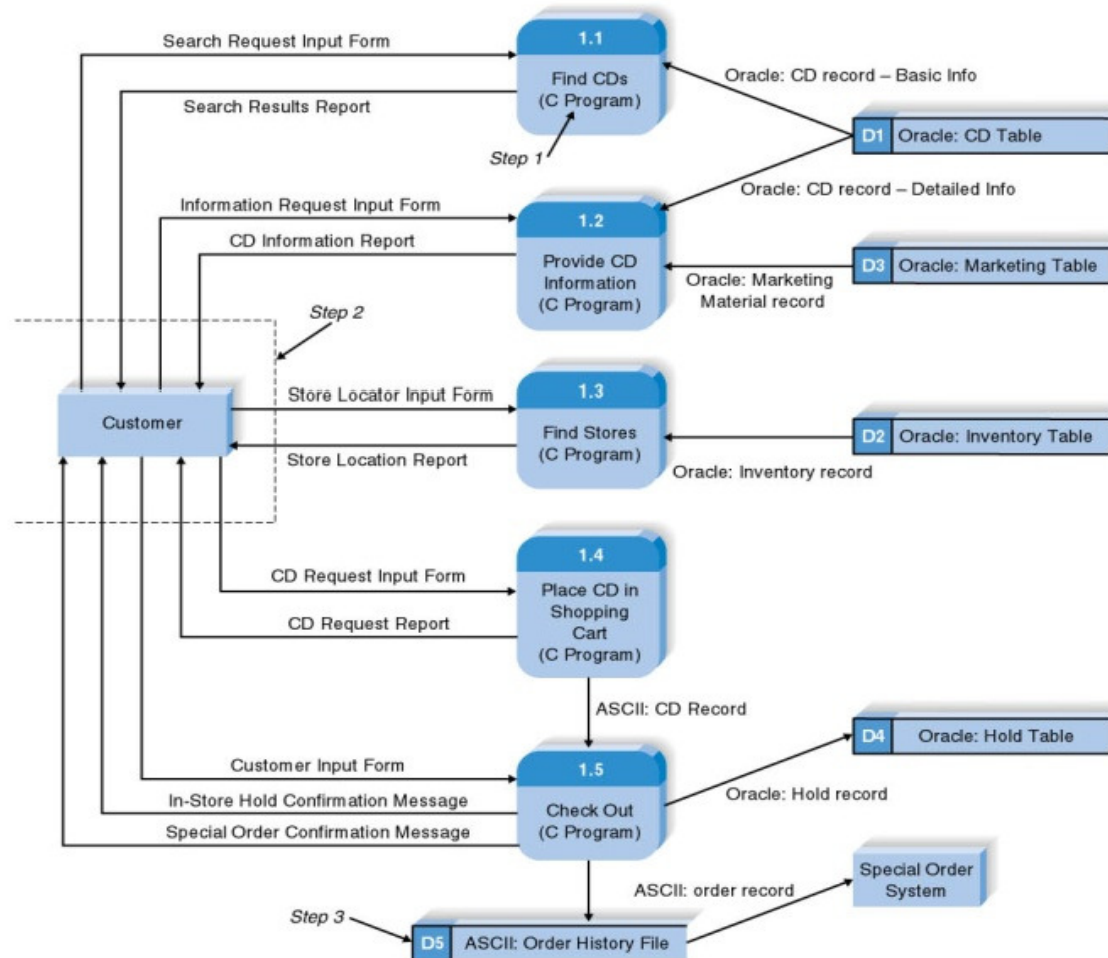 Search Request Input Form
1.1
Find CDs
(C Program)
Oracle: CD record – Basic Info
Search Results Report
Step 1
D1 Oracle: CD Table
Oracle: CD record – Detailed Info
Information Request Input Form
1.2
CD Information Report
Provide CD
Information
(C Program)
D3 Oracle: Marketing Table
Oracle: Marketing
Material record
Step 2
Customer
Store Locator Input Form
1.3
Find Stores
(C Program)
D2 Oracle: Inventory Table
Store Location Report
Oracle: Inventory record
1.4
CD Request Input Form
Place CD in
Shopping
Cart
(C Program)
CD Request Report
ASCII: CD Record
D4 Oracle: Hold Table
Customer Input Form
1.5
Oracle: Hold record
In-Store Hold Confirmation Message
Check Out
(C Program)
Special Order Confirmation Message
Special Order
System
ASCII: order record
Step 3
D5 ASCII: Order History File